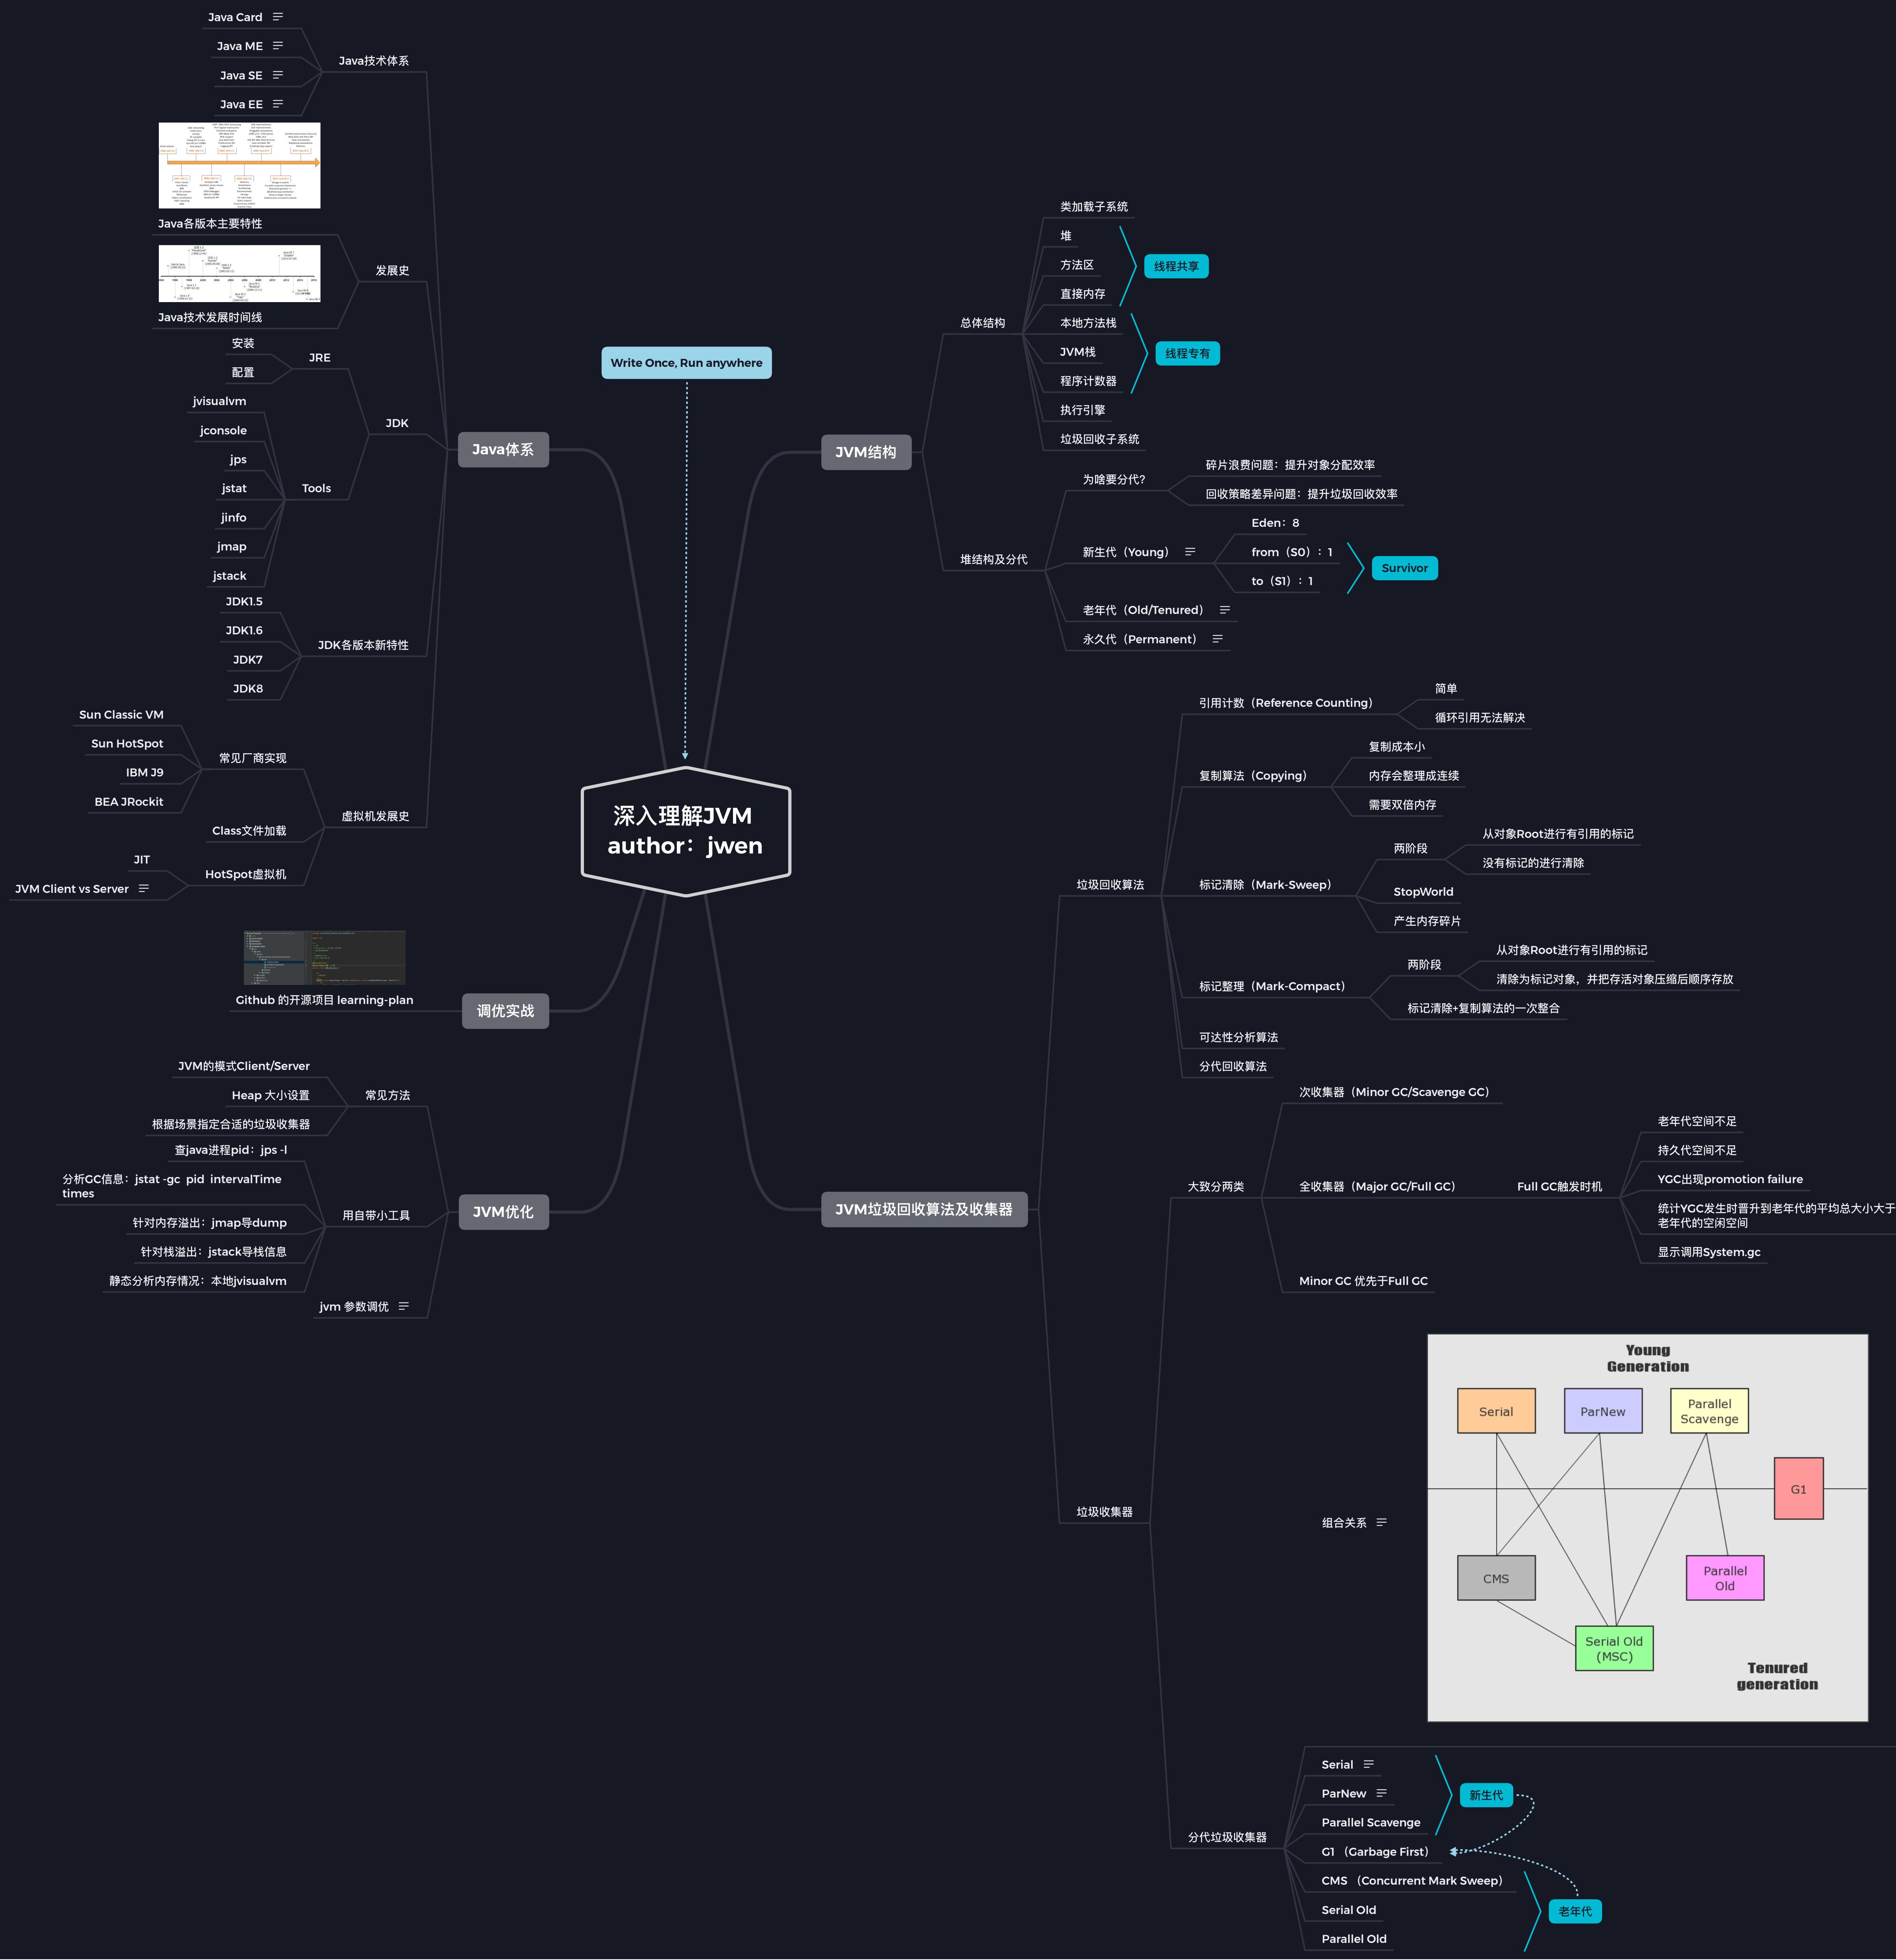 Java Card
Java ME
Java SE
Java EE
Java技术体系
Java各版本主要特性
Java技术发展时间线
发展史
安装
配置
JRE
jvisualvm
jconsole
jps
jstat
jinfo
jmap
jstack
Tools
JDK
JDK1.5
JDK1.6
JDK7
JDK8
JDK各版本新特性
Sun Classic VM
Sun HotSpot
IBM J9
BEA JRockit
常见厂商实现
Class文件加载
JIT
JVM Client vs Server
HotSpot虚拟机
虚拟机发展史
Java体系
Github 的开源项目 learning-plan
调优实战
JVM的模式Client/Server
Heap 大小设置
根据场景指定合适的垃圾收集器
常见方法
查java进程pid：jps -l
分析GC信息：jstat -gc pid intervalTime
times
针对内存溢出：jmap导dump
针对栈溢出：jstack导栈信息
静态分析内存情况：本地jvisualvm
用自带小工具
jvm 参数调优
JVM优化
Write Once, Run anywhere
深入理解JVM
author：jwen
JVM结构
总体结构
类加载子系统
堆
方法区
直接内存
线程共享
本地方法栈
JVM栈
程序计数器
线程专有
执行引擎
垃圾回收子系统
堆结构及分代
为啥要分代？
碎片浪费问题：提升对象分配效率
回收策略差异问题：提升垃圾回收效率
新生代（Young）
Eden：8
from（S0）：1
to（S1）：1
Survivor
老年代（Old/Tenured）
永久代（Permanent）
JVM垃圾回收算法及收集器
垃圾回收算法
引用计数（Reference Counting）
简单
循环引用无法解决
复制算法（Copying）
复制成本小
内存会整理成连续
需要双倍内存
标记清除（Mark-Sweep）
两阶段
从对象Root进行有引用的标记
没有标记的进行清除
StopWorld
产生内存碎片
标记整理（Mark-Compact）
两阶段
从对象Root进行有引用的标记
清除为标记对象，并把存活对象压缩后顺序存放
标记清除+复制算法的一次整合
可达性分析算法
分代回收算法
垃圾收集器
大致分两类
次收集器（Minor GC/Scavenge GC）
全收集器（Major GC/Full GC）
Full GC触发时机
老年代空间不足
持久代空间不足
YGC出现promotion failure
统计YGC发生时晋升到老年代的平均总大小大于
老年代的空闲空间
显示调用System.gc
Minor GC 优先于Full GC
分代垃圾收集器
组合关系
Young
Generation
Serial
ParNew
Parallel
Scavenge
G1
CMS
Parallel
Old
Serial Old
(MSC)
Tenured
generation
Serial
ParNew
Parallel Scavenge
新生代
G1 （Garbage First）
CMS （Concurrent Mark Sweep）
Serial Old
Parallel Old
老年代